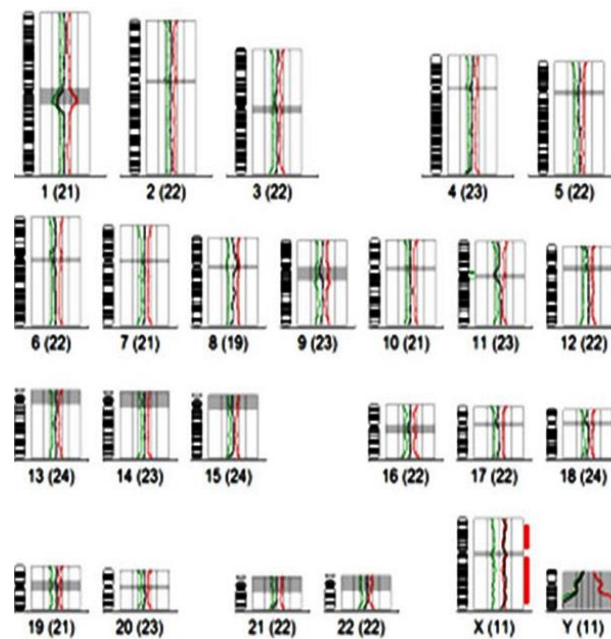 1 (21) 2 (22) 3 (22) 4 (23) 5 (22)
6 (22) 7 (21) 8 (19) 9 (23) 10 (21) 11 (23) 12 (22)
13 (24) 14 (23) 15 (24) 16 (22) 17 (22) 18 (24)
19 (21) 20 (23) 21 (22) 22 (22) X (11) Y (11)